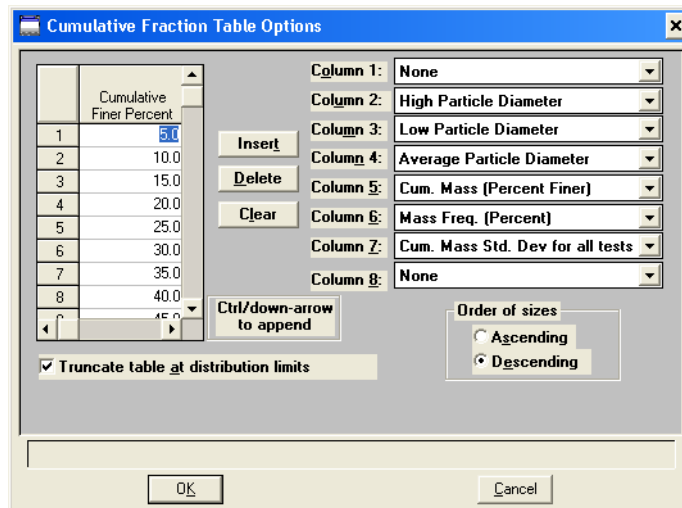 Cumulative Fraction Table Options
Cumulative
Finer Percent
1 5.0
2 10.0
3 15.0
4 20.0
5 25.0
6 30.0
7 35.0
8 40.0
Insert
Delete
Clear
Ctrl/down-arrow
to append
Column 1: None
Column 2: High Particle Diameter
Column 3: Low Particle Diameter
Column 4: Average Particle Diameter
Column 5: Cum. Mass (Percent Finer)
Column 6: Mass Freq. (Percent)
Column 7: Cum. Mass Std. Dev for all tests
Column 8: None
Order of sizes
Ascending
Descending
Truncate table at distribution limits
OK
Cancel